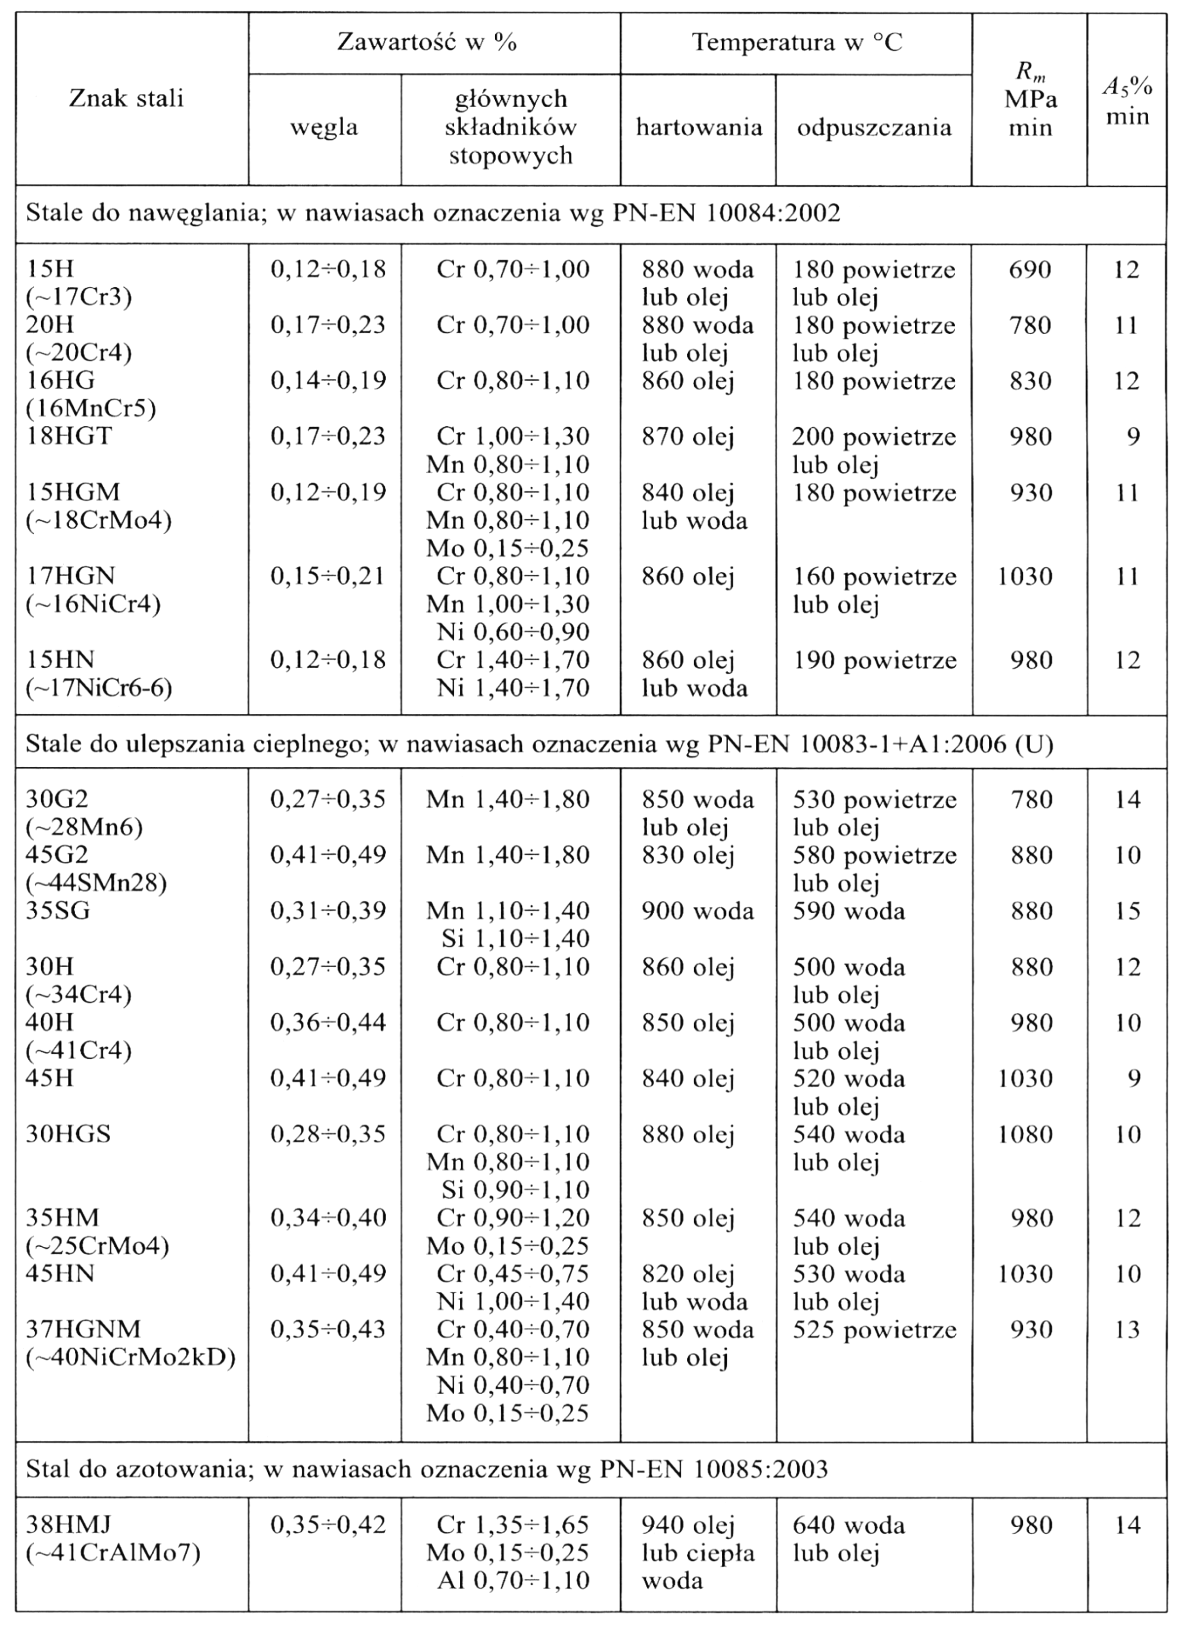 Znak stali | Zawartość w % | Temperatura w °C | Rm MPa min | A5% min
węgla | głównych składników stopowych | hartowania | odpuszczania
Stale do nawęglania; w nawiasach oznaczenia wg PN-EN 10084:2002
15H 0,12÷0,18 Cr 0,70÷1,00 880 woda 180 powietrze 690 12
(~17Cr3) lub olej lub olej
20H 0,17÷0,23 Cr 0,70÷1,00 880 woda 180 powietrze 780 11
(~20Cr4) lub olej lub olej
16HG 0,14÷0,19 Cr 0,80÷1,10 860 olej 180 powietrze 830 12
(16MnCr5)
18HGT 0,17÷0,23 Cr 1,00÷1,30 870 olej 200 powietrze 980 9
Mn 0,80÷1,10 lub olej
15HGM 0,12÷0,19 Cr 0,80÷1,10 840 olej 180 powietrze 930 11
(~18CrMo4) Mn 0,80÷1,10 lub woda
Mo 0,15÷0,25
17HGN 0,15÷0,21 Cr 0,80÷1,10 860 olej 160 powietrze 1030 11
(~16NiCr4) Mn 1,00÷1,30 lub olej
Ni 0,60÷0,90
15HN 0,12÷0,18 Cr 1,40÷1,70 860 olej 190 powietrze 980 12
(~17NiCr6-6) Ni 1,40÷1,70 lub woda
Stale do ulepszania cieplnego; w nawiasach oznaczenia wg PN-EN 10083-1+A1:2006 (U)
30G2 0,27÷0,35 Mn 1,40÷1,80 850 woda 530 powietrze 780 14
(~28Mn6) lub olej lub olej
45G2 0,41÷0,49 Mn 1,40÷1,80 830 olej 580 powietrze 880 10
(~44SMn28) lub olej
35SG 0,31÷0,39 Mn 1,10÷1,40 900 woda 590 woda 880 15
Si 1,10÷1,40
30H 0,27÷0,35 Cr 0,80÷1,10 860 olej 500 woda 880 12
(~34Cr4) lub olej
40H 0,36÷0,44 Cr 0,80÷1,10 850 olej 500 woda 980 10
(~41Cr4) lub olej
45H 0,41÷0,49 Cr 0,80÷1,10 840 olej 520 woda 1030 9
lub olej
30HGS 0,28÷0,35 Cr 0,80÷1,10 880 olej 540 woda 1080 10
Mn 0,80÷1,10 lub olej
Si 0,90÷1,10
35HM 0,34÷0,40 Cr 0,90÷1,20 850 olej 540 woda 980 12
(~25CrMo4) Mo 0,15÷0,25 lub olej
45HN 0,41÷0,49 Cr 0,45÷0,75 820 olej 530 woda 1030 10
Ni 1,00÷1,40 lub woda lub olej
37HGNM 0,35÷0,43 Cr 0,40÷0,70 850 woda 525 powietrze 930 13
(~40NiCrMo2kD) Mn 0,80÷1,10 lub olej
Ni 0,40÷0,70
Mo 0,15÷0,25
Stal do azotowania; w nawiasach oznaczenia wg PN-EN 10085:2003
38HMJ 0,35÷0,42 Cr 1,35÷1,65 940 olej 640 woda 980 14
(~41CrAlMo7) Mo 0,15÷0,25 lub ciepła lub olej
Al 0,70÷1,10 woda